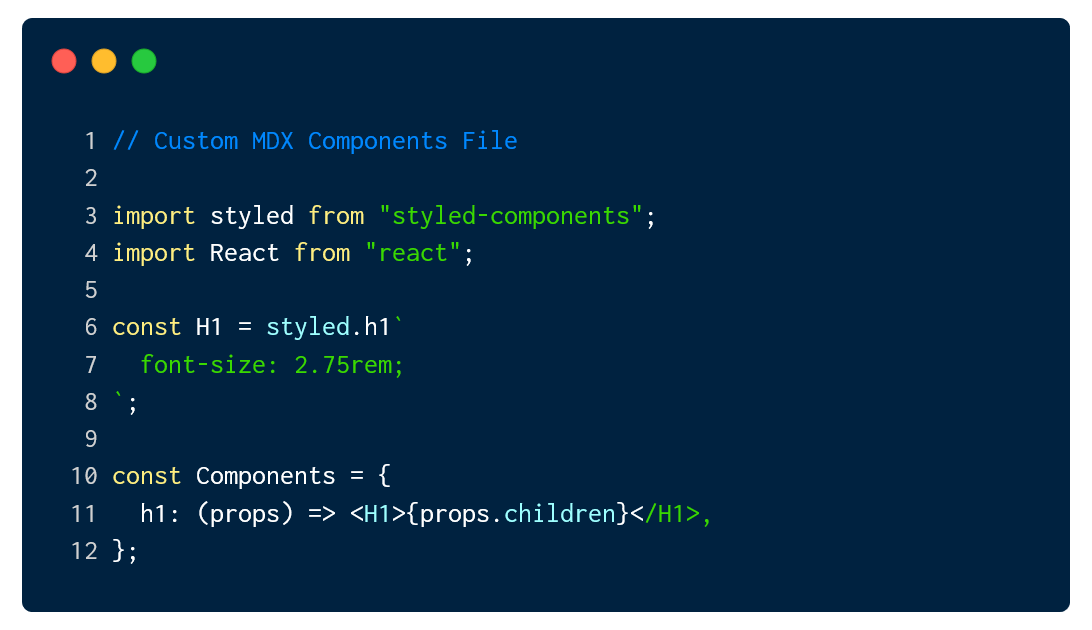 1 // Custom MDX Components File
2
3 import styled from "styled-components";
4 import React from "react";
5
6 const H1 = styled.h1`
7   font-size: 2.75rem;
8 `;
9
10 const Components = {
11   h1: (props) => <H1>{props.children}</H1>,
12 };